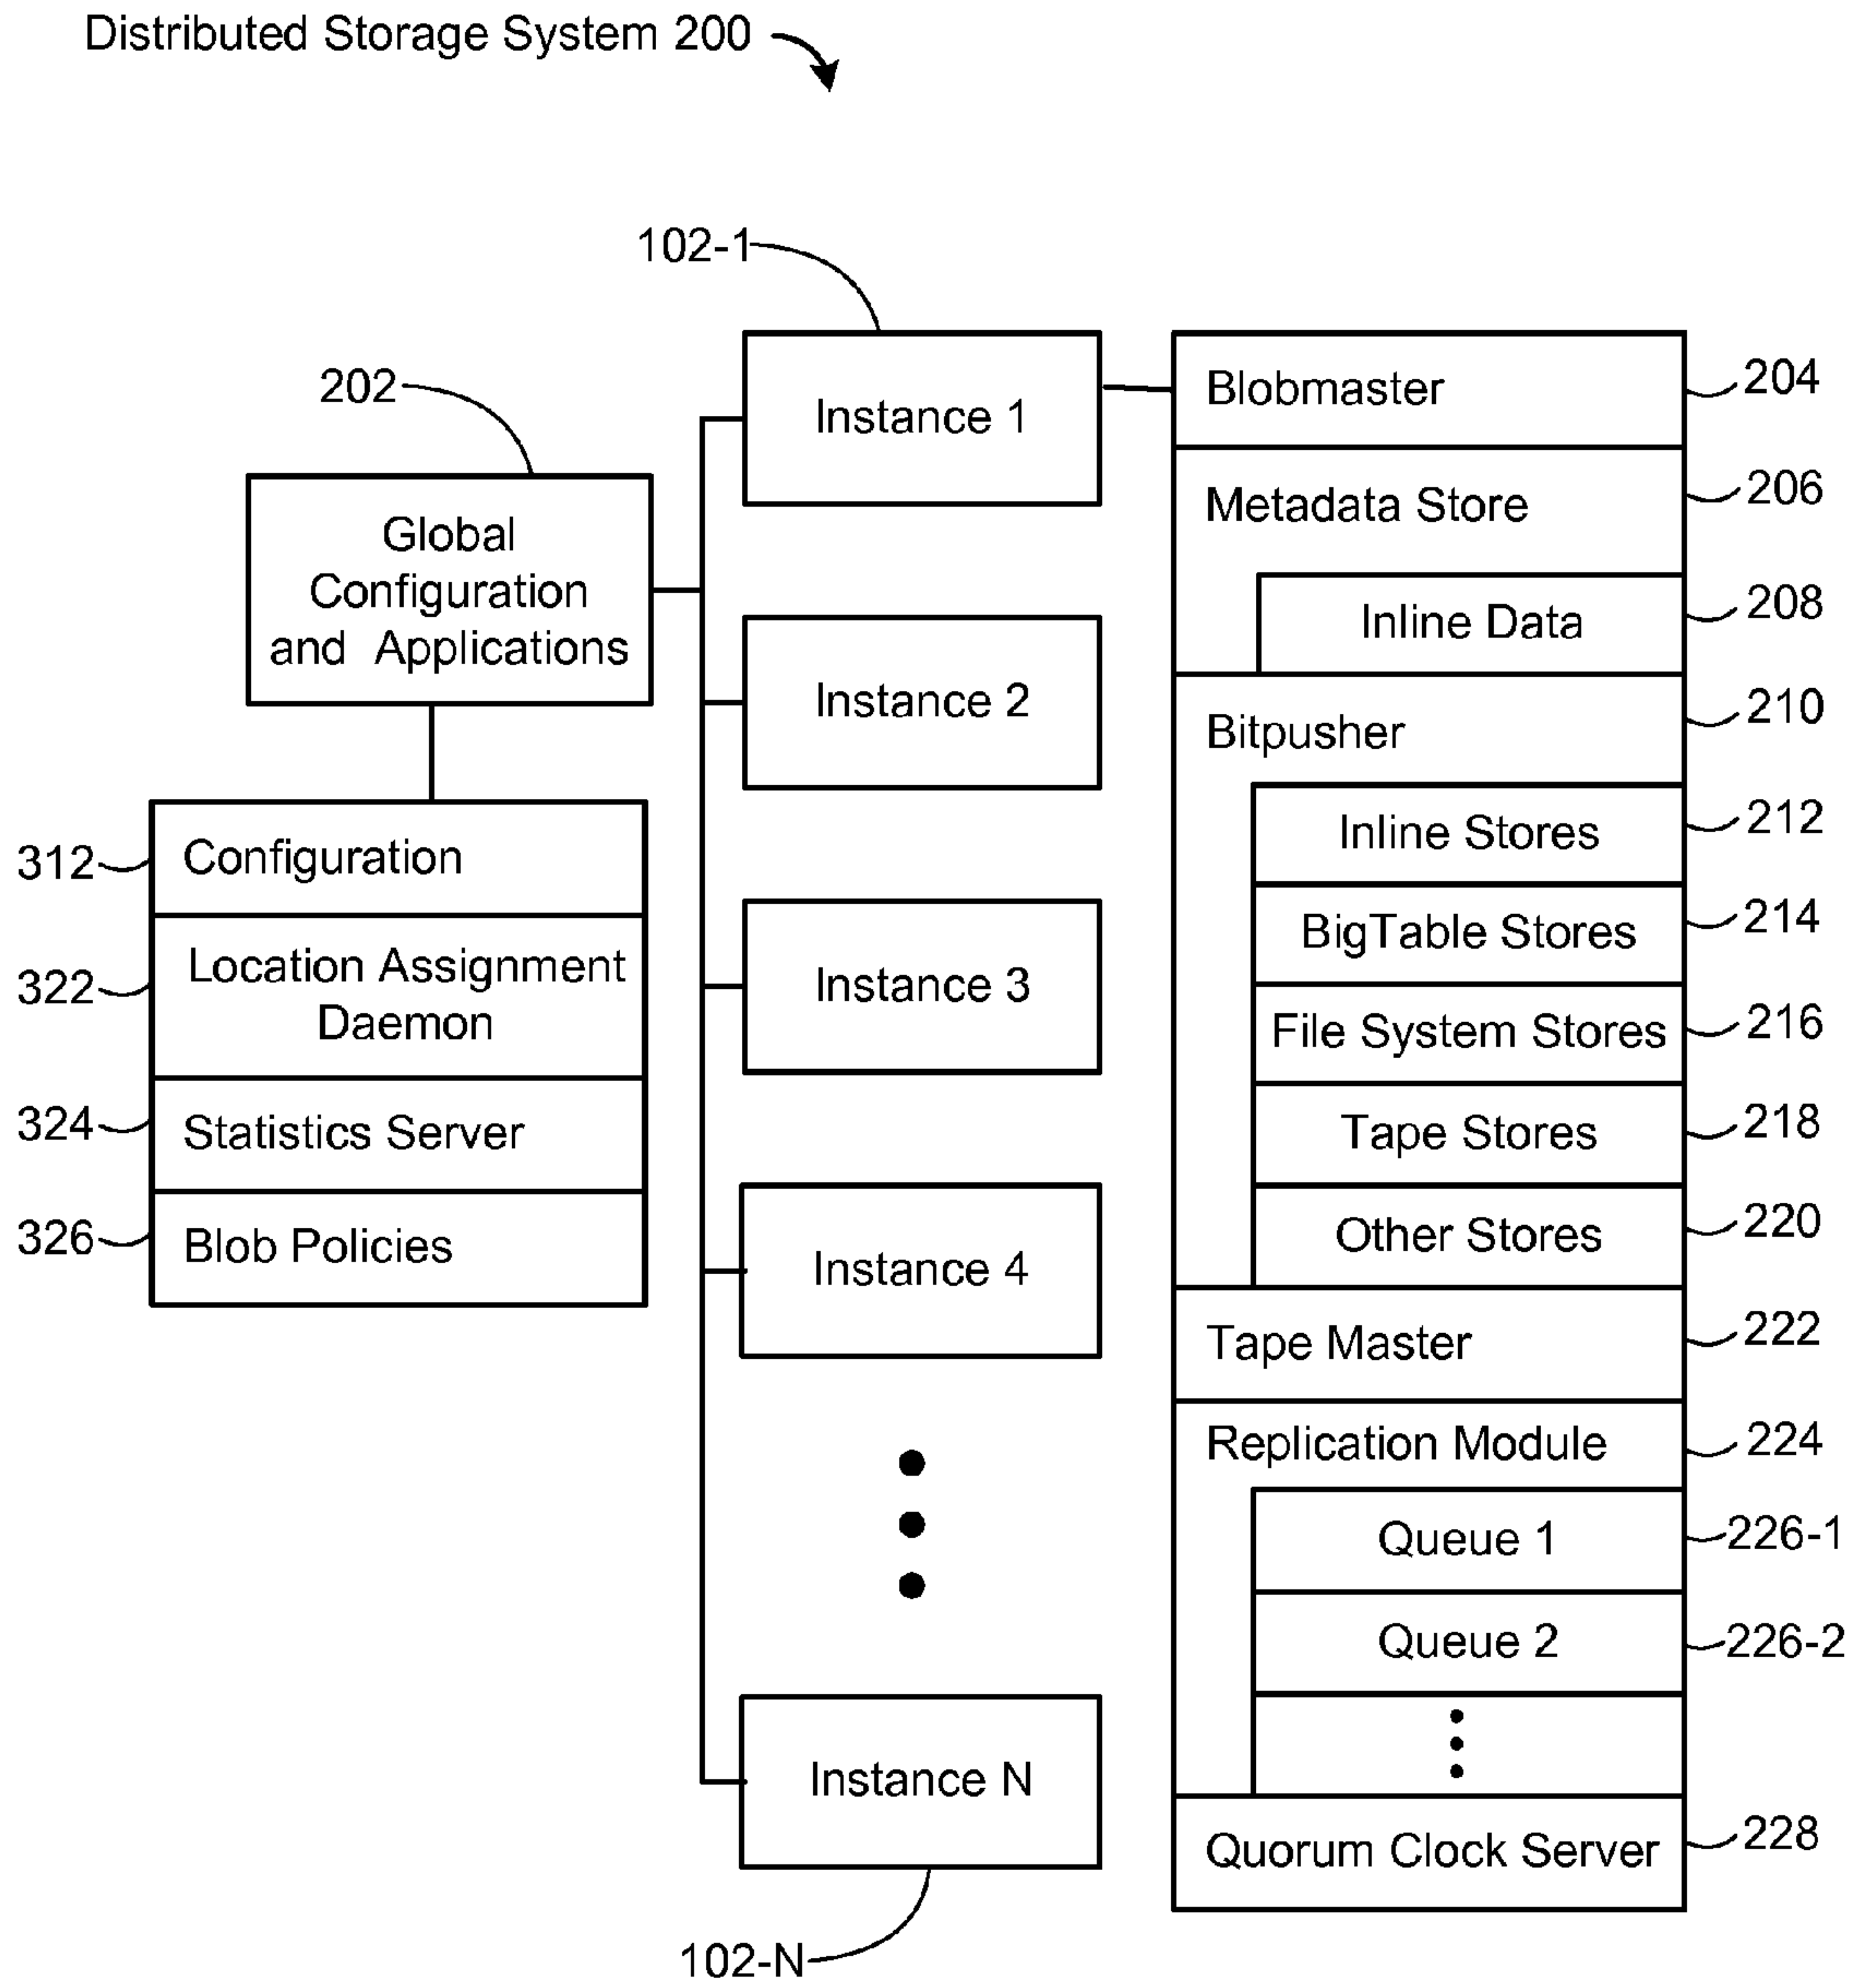 Distributed Storage System 200
102-1
202
Global
Configuration
and Applications
312
Configuration
322
Location Assignment
Daemon
324
Statistics Server
326
Blob Policies
Instance 1
Instance 2
Instance 3
Instance 4
Instance N
102-N
Blobmaster
204
Metadata Store
206
Inline Data
208
Bitpusher
210
Inline Stores
212
BigTable Stores
214
File System Stores
216
Tape Stores
218
Other Stores
220
Tape Master
222
Replication Module
224
Queue 1
226-1
Queue 2
226-2
Quorum Clock Server
228